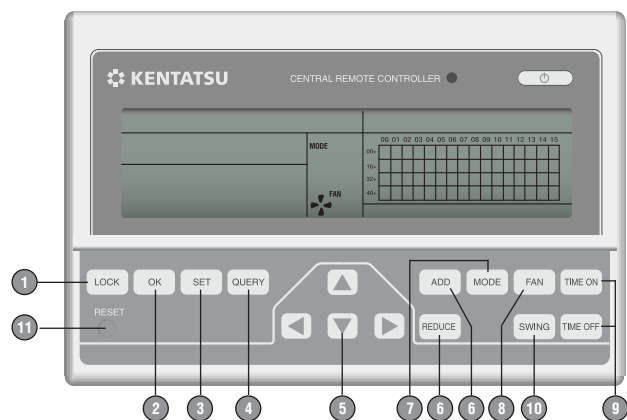 KENTATSU
CENTRAL REMOTE CONTROLLER
MODE
FAN
00 01 02 03 04 05 06 07 08 09 10 11 12 13 14 15
00+
16+
32+
40+
LOCK OK SET QUERY
ADD MODE FAN TIME ON
RESET
REDUCE SWING TIME OFF
1
11
2 3 4 5 7 6 6 8 10 9